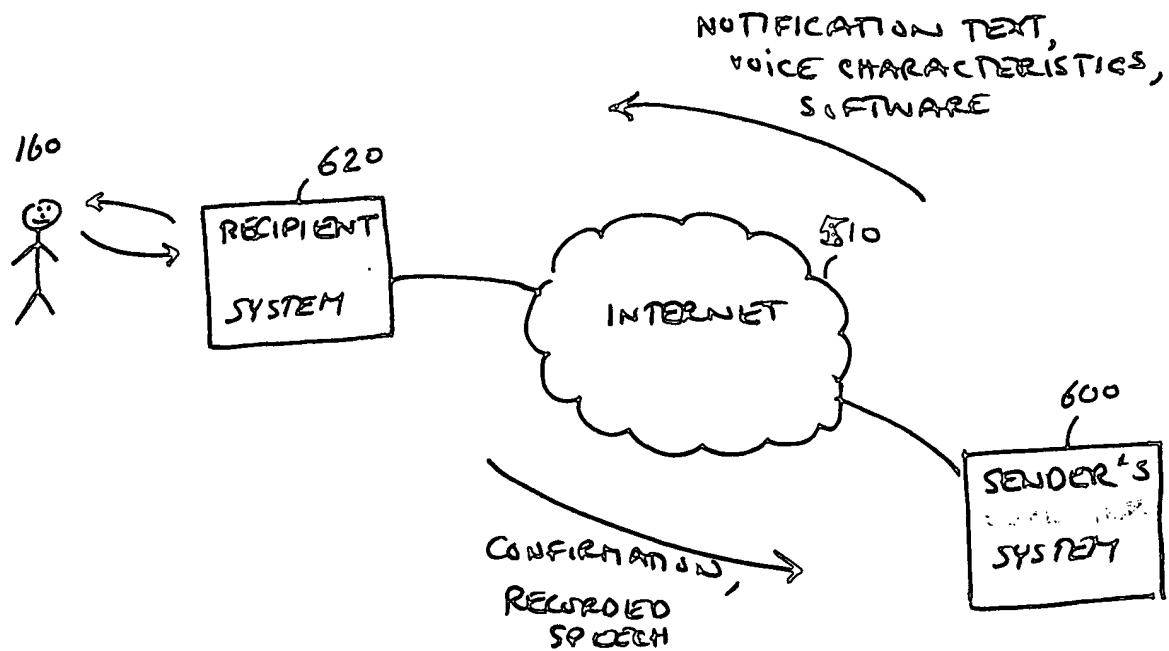 NOTIFICATION TEXT,
VOICE CHARACTERISTICS,
SOFTWARE
160
620
RECIPIENT
SYSTEM
510
INTERNET
600
SENDER'S
SYSTEM
CONFIRMATION,
RECORDED
SPEECH